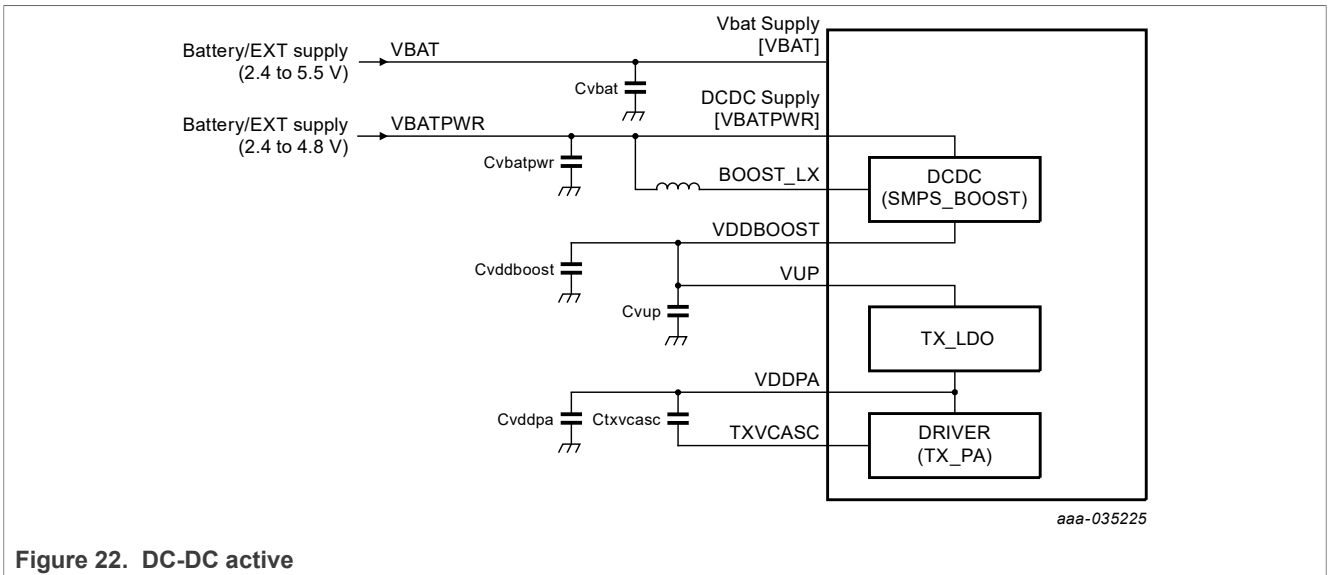 Vbat Supply
[VBAT]
Battery/EXT supply
(2.4 to 5.5 V)
VBAT
Cvbat
DCDC Supply
[VBATPWR]
Battery/EXT supply
(2.4 to 4.8 V)
VBATPWR
Cvbatpwr
BOOST_LX
DCDC
(SMPS_BOOST)
VDDBOOST
Cvddboost
VUP
Cvup
TX_LDO
VDDPA
Cvddpa
Ctxvcasc
TXVCASC
DRIVER
(TX_PA)
aaa-035225
Figure 22. DC-DC active